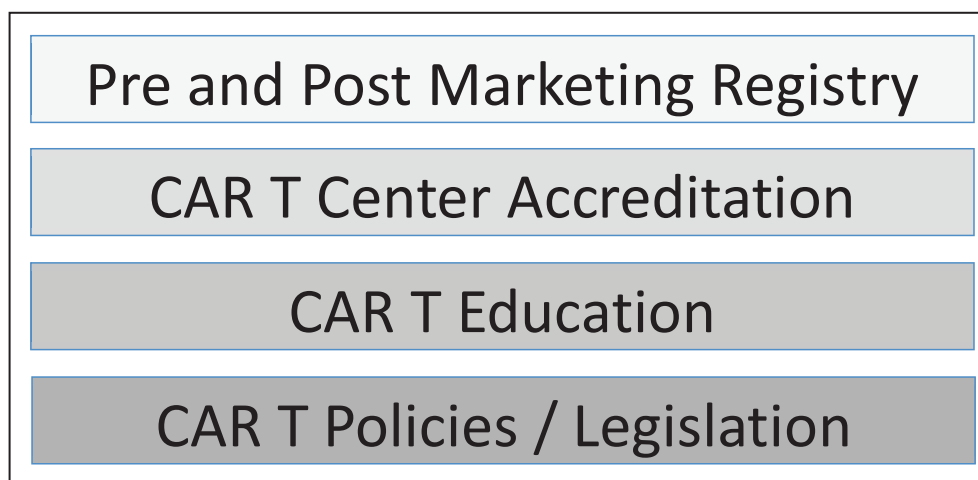 Pre and Post Marketing Registry
CAR T Center Accreditation
CAR T Education
CAR T Policies / Legislation